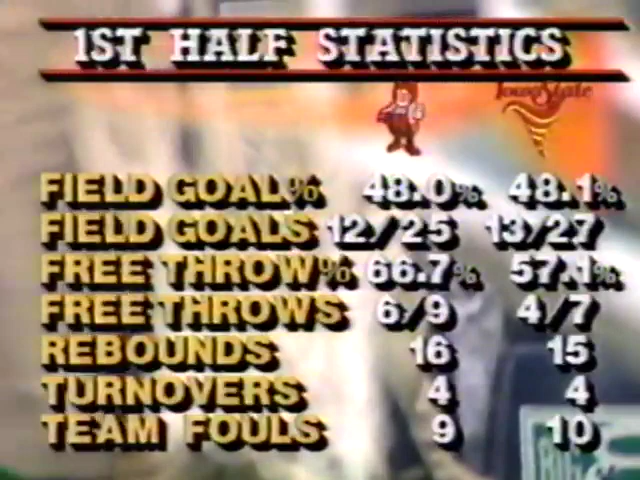 1ST HALF STATISTICS
Iowa State
FIELD GOAL% 48.0% 48.1%
FIELD GOALS 12/25 13/27
FREE THROW% 66.7% 57.1%
FREE THROWS 6/9 4/7
REBOUNDS 16 15
TURNOVERS 4 4
TEAM FOULS 9 10
BIG